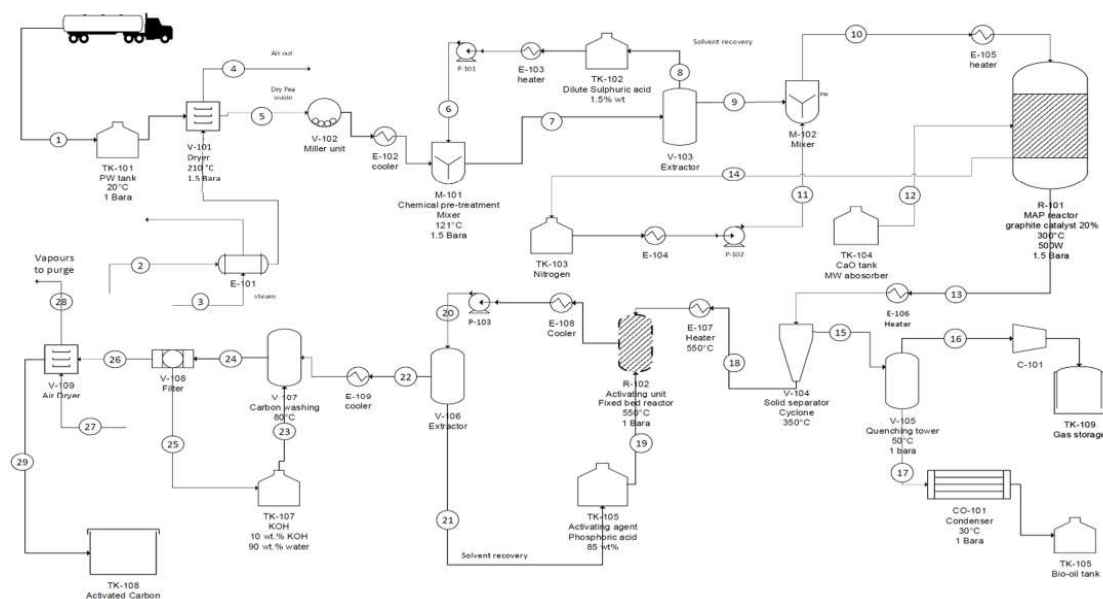 Air out
4
P-101
E-103
heater
TK-102
Dilute Sulphuric acid
1.5% wt
Solvent recovery
8
10
E-105
heater
1
TK-101
PW tank
20°C
1 Bara
V-101
Dryer
210 °C
1.5 Bara
Dry Pea
waste
5
V-102
Miller unit
E-102
cooler
6
M-101
Chemical pre-treatment
Mixer
121°C
1.5 Bara
7
V-103
Extractor
9
M-102
Mixer
11
14
12
TK-103
Nitrogen
E-104
P-102
TK-104
CaO tank
MW abosorber
R-101
MAP reactor
graphite catalyst 20%
300°C
500W
1.5 Bara
2
3
steam
E-101
Vapours
to purge
28
V-109
Air Dryer
26
V-108
Filter
24
V-107
Carbon washing
80°C
E-109
cooler
22
20
P-103
V-106
Extractor
E-108
Cooler
R-102
Activating unit
Fixed bed reactor
550°C
1 Bara
E-107
Heater
550°C
18
E-106
Heater
13
V-104
Solid separator
Cyclone
350°C
15
16
C-101
V-105
Quenching tower
50°C
1 bara
TK-109
Gas storage
27
29
25
23
TK-107
KOH
10 wt.% KOH
90 wt.% water
21
19
TK-105
Activating agent
Phosphoric acid
85 wt%
Solvent recovery
17
CO-101
Condenser
30°C
1 Bara
TK-105
Bio-oil tank
TK-108
Activated Carbon